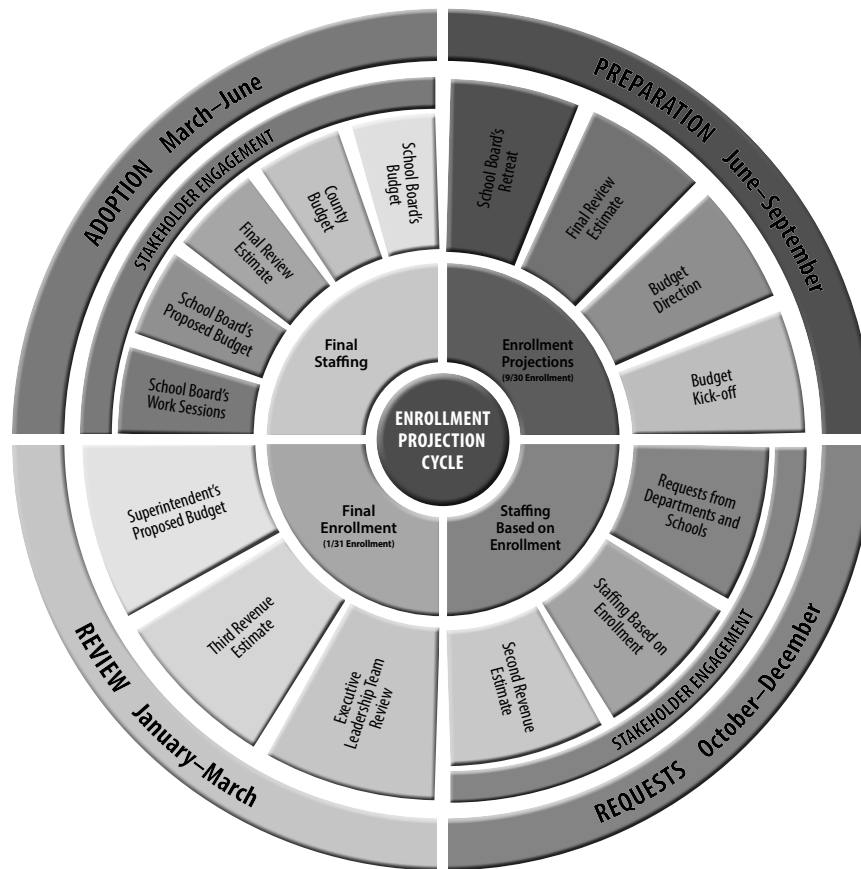 ENROLLMENT
PROJECTION
CYCLE
PREPARATION June–September
School Board's
Retreat
Final Review
Estimate
Budget
Direction
Budget
Kick-off
Enrollment
Projections
(9/30 Enrollment)
REQUESTS October–December
STAKEHOLDER ENGAGEMENT
Requests from
Departments and
Schools
Staffing Based on
Enrollment
Second Revenue
Estimate
Staffing
Based on
Enrollment
REVIEW January–March
Executive
Leadership Team
Review
Third Revenue
Estimate
Superintendent's
Proposed Budget
Final
Enrollment
(1/31 Enrollment)
ADOPTION March–June
STAKEHOLDER ENGAGEMENT
School Board's
Work Sessions
School Board's
Proposed Budget
Final Review
Estimate
County
Budget
School Board's
Budget
Final
Staffing